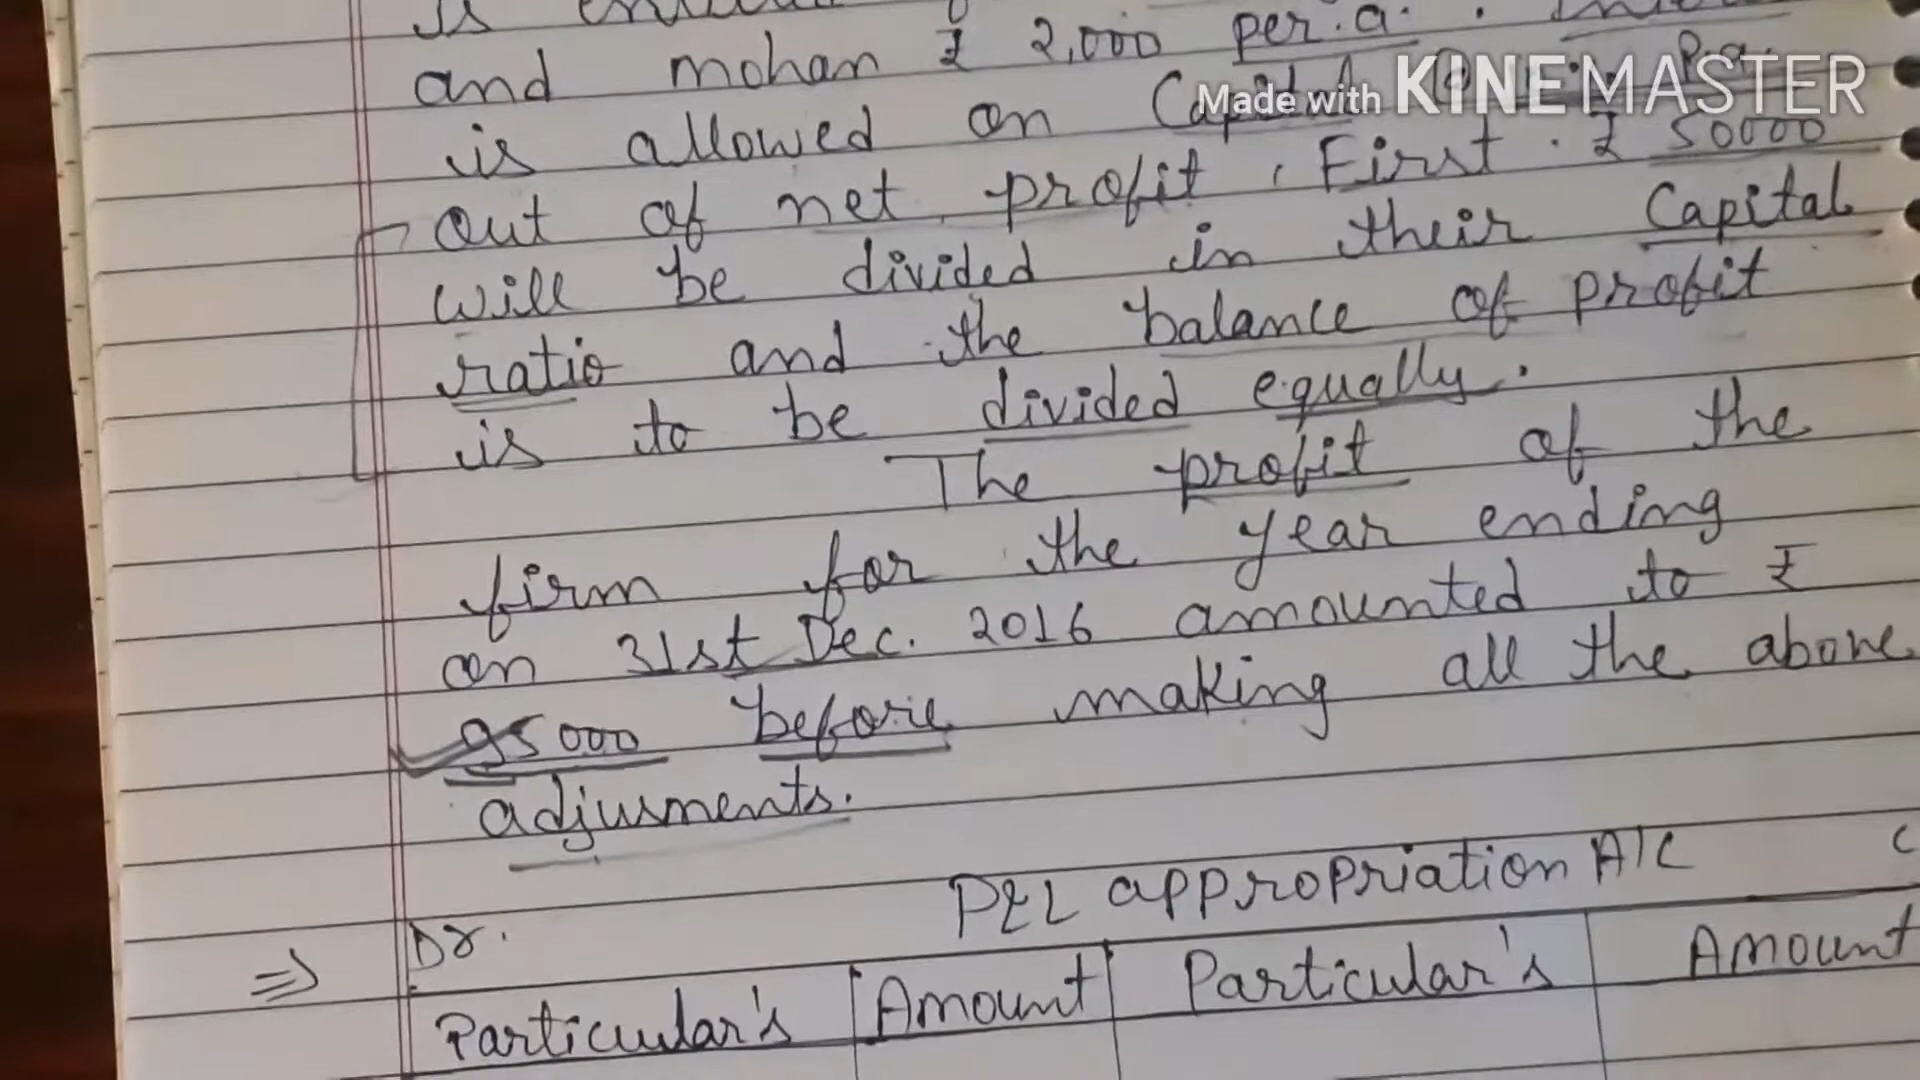 is
and mohan ₹ 2,000 per.a.
is allowed on Capital P.a.
Made with KINEMASTER
out of net profit, First . ₹ 50000
will be divided in their Capital
ratio and the balance of profit
is to be divided equally.
The profit of the
firm for the year ending
on 31st Dec. 2016 amounted to ₹
95000 before making all the above
adjusments.
P&L appropriation A/C
Dr.
Particular's Amount Particular's Amount